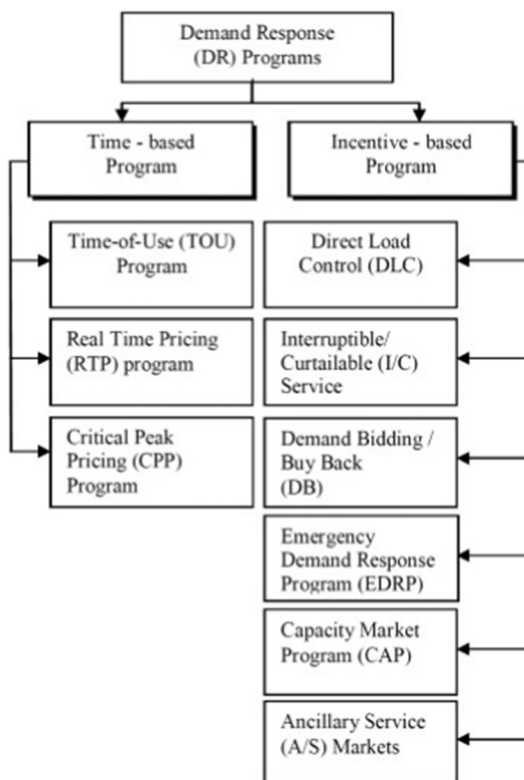 Demand Response
(DR) Programs
Time - based
Program
Incentive - based
Program
Time-of-Use (TOU)
Program
Real Time Pricing
(RTP) program
Critical Peak
Pricing (CPP)
Program
Direct Load
Control (DLC)
Interruptible/
Curtailable (I/C)
Service
Demand Bidding /
Buy Back
(DB)
Emergency
Demand Response
Program (EDRP)
Capacity Market
Program (CAP)
Ancillary Service
(A/S) Markets